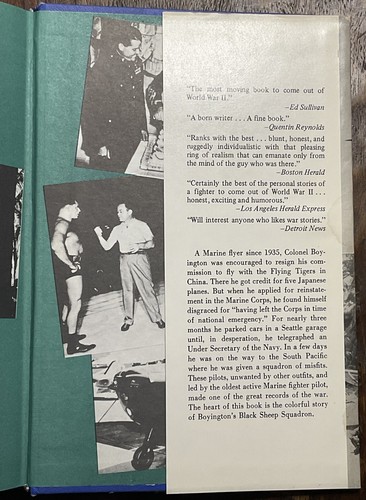 "The most moving book to come out of
World War II."
—Ed Sullivan
"A born writer . . . A fine book."
—Quentin Reynolds
"Ranks with the best . . . blunt, honest, and
ruggedly individualistic with that pleasing
ring of realism that can emanate only from
the mind of the guy who was there."
—Boston Herald
"Certainly the best of the personal stories of
a fighter to come out of World War II . . .
honest, exciting and humorous."
—Los Angeles Herald Express
"Will interest anyone who likes war stories."
—Detroit News
A Marine flyer since 1935, Colonel Boy-
ington was encouraged to resign his com-
mission to fly with the Flying Tigers in
China. There he got credit for five Japanese
planes. But when he applied for reinstate-
ment in the Marine Corps, he found himself
disgraced for "having left the Corps in time
of national emergency." For nearly three
months he parked cars in a Seattle garage
until, in desperation, he telegraphed an
Under Secretary of the Navy. In a few days
he was on the way to the South Pacific
where he was given a squadron of misfits.
These pilots, unwanted by other outfits, and
led by the oldest active Marine fighter pilot,
made one of the great records of the war.
The heart of this book is the colorful story
of Boyington's Black Sheep Squadron.